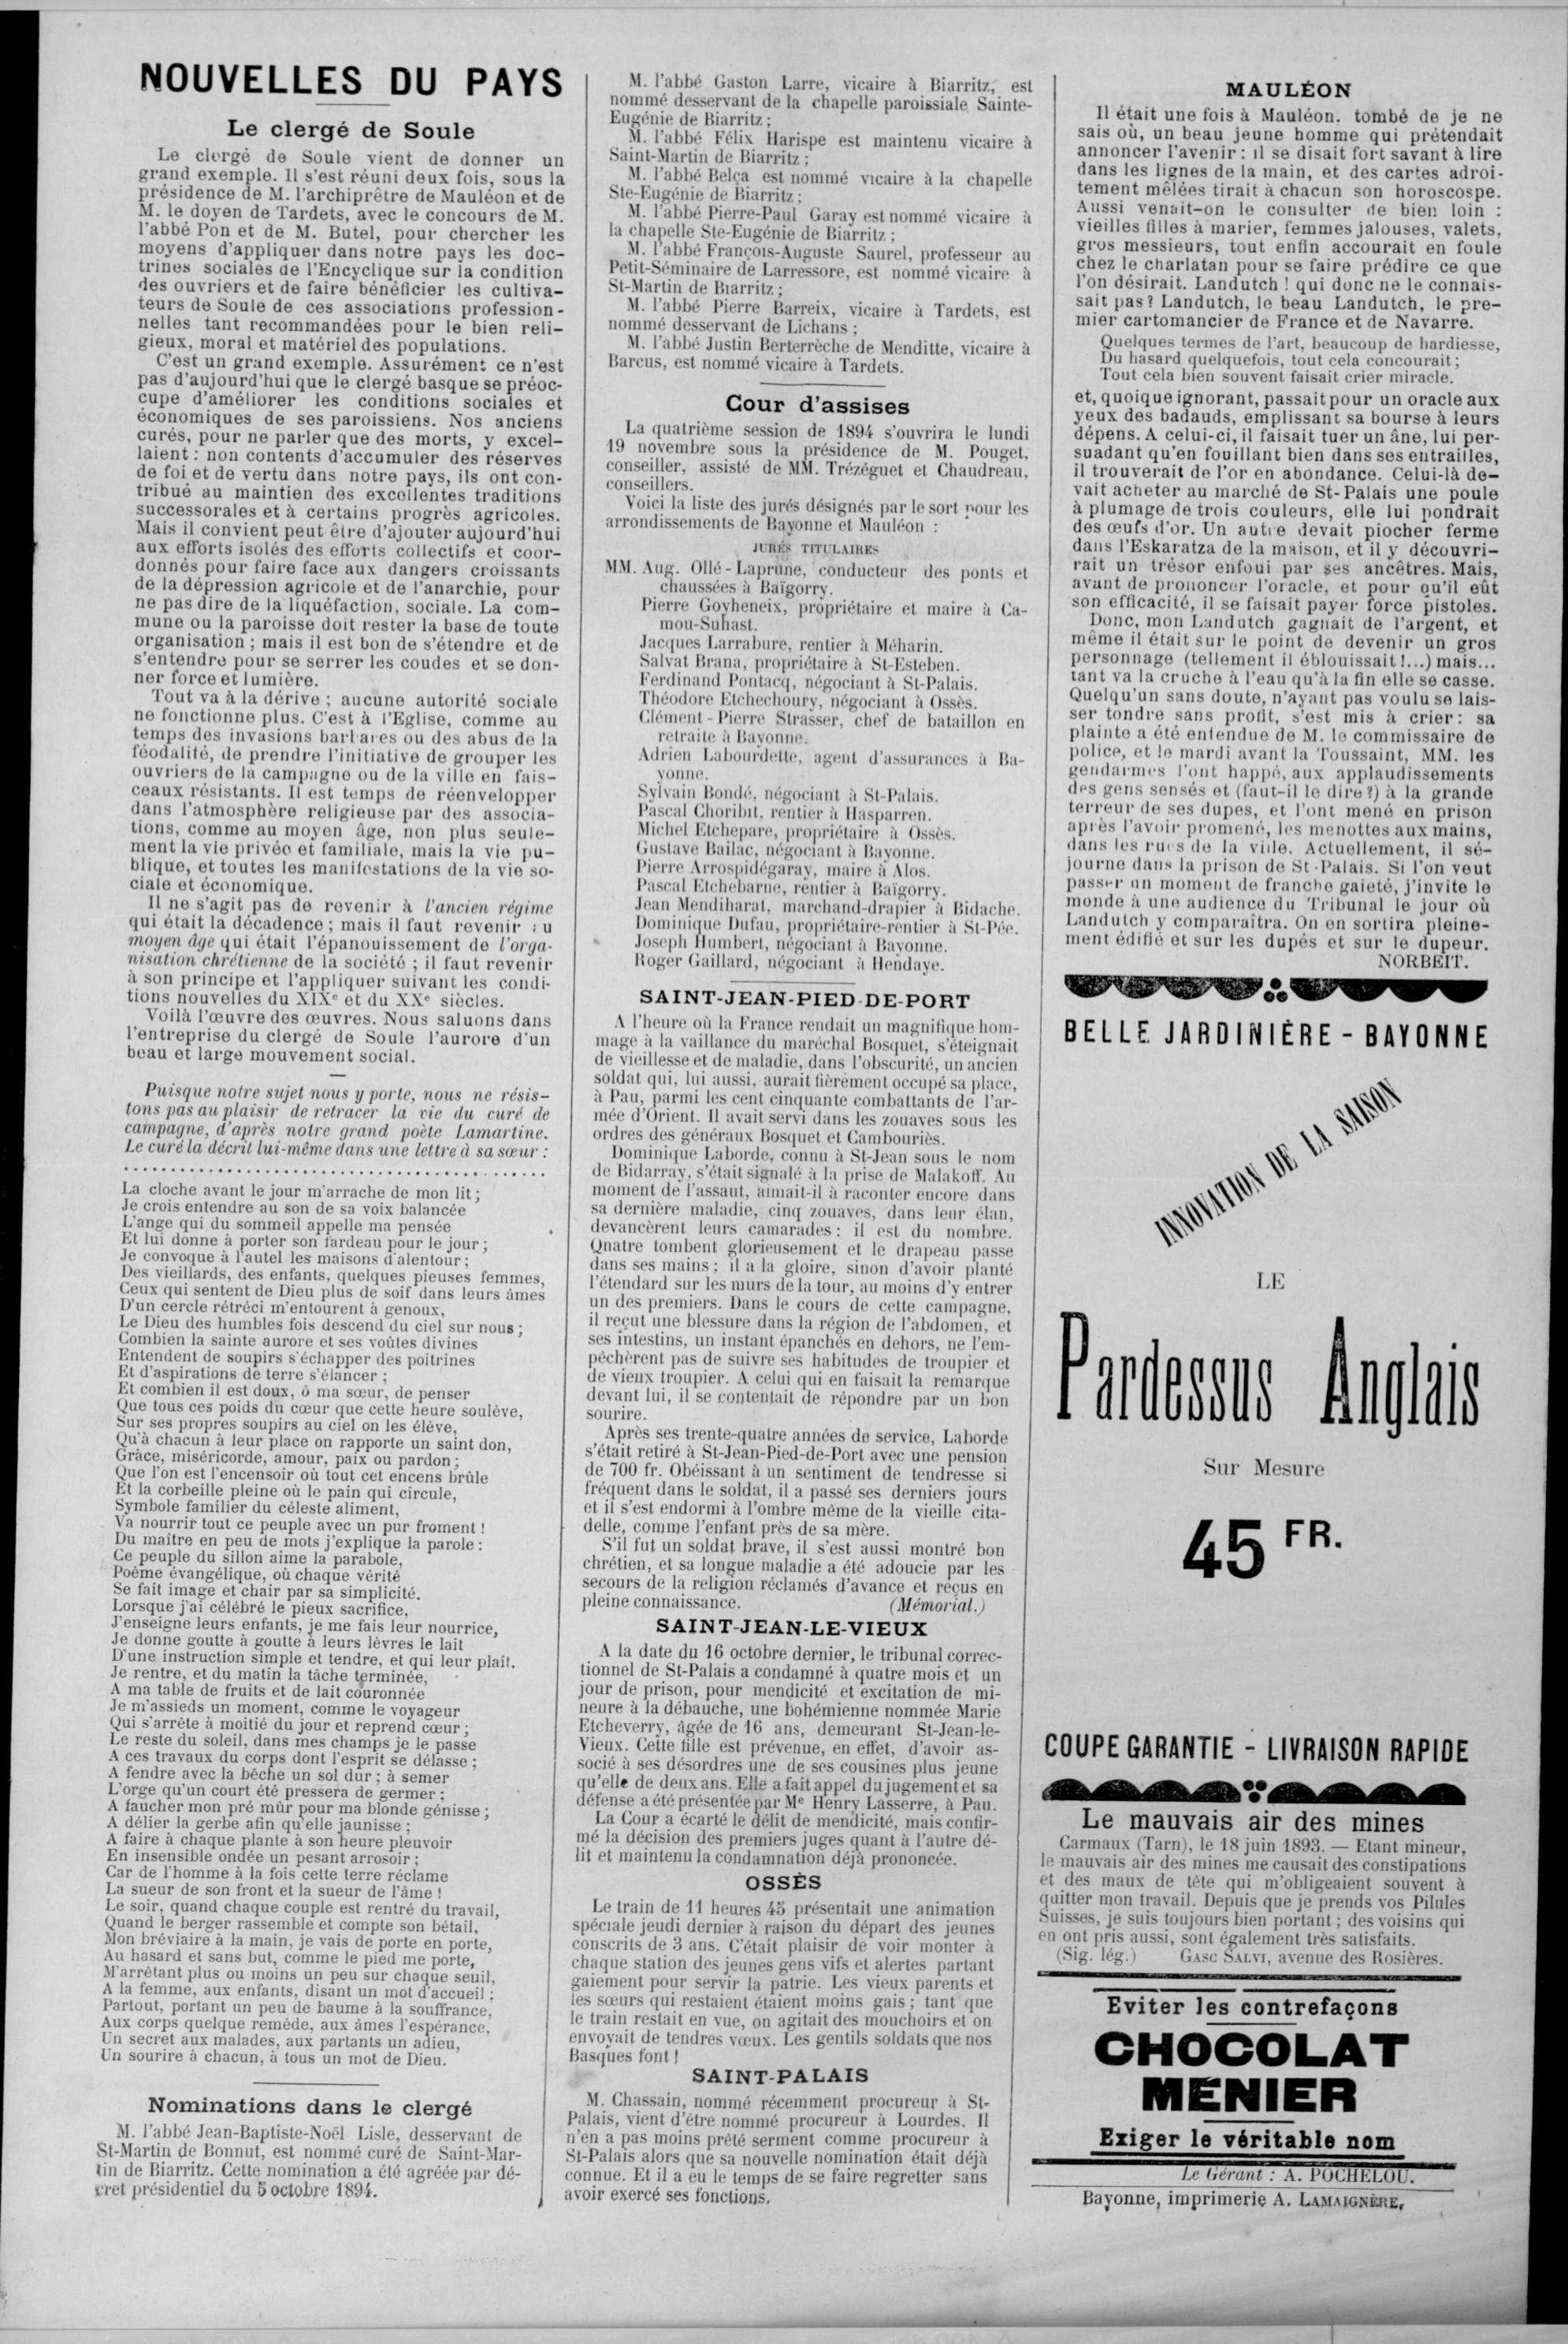 NOUVELLES DU PAYS
Le clergé de Soule
Le clergé de Soule vient de donner un
grand exemple. Il s'est réuni deux fois, sous la
présidence de M. l'archiprêtre de Mauléon et de
M. le doyen de Tardets, avec le concours de M.
l'abbé Pon et de M. Butel, pour chercher les
moyens d'appliquer dans notre pays les doc-
trines sociales de l'Encyclique sur la condition
des ouvriers et de faire bénéficier les cultiva-
teurs de Soule de ces associations profession-
nelles tant recommandées pour le bien reli-
gieux, moral et matériel des populations.
C'est un grand exemple. Assurément ce n'est
pas d'aujourd'hui que le clergé basque se préoc-
cupe d'améliorer les conditions sociales et
économiques de ses paroissiens. Nos anciens
curés, pour ne parler que des morts, y excel-
laient : non contents d'accumuler des réserves
de foi et de vertu dans notre pays, ils ont con-
tribué au maintien des excellentes traditions
successorales et à certains progrès agricoles.
Mais il convient peut être d'ajouter aujourd'hui
aux efforts isolés des efforts collectifs et coor-
donnés pour faire face aux dangers croissants
de la dépression agricole et de l'anarchie, pour
ne pas dire de la liquéfaction, sociale. La com-
mune ou la paroisse doit rester la base de toute
organisation ; mais il est bon de s'étendre et de
s'entendre pour se serrer les coudes et se don-
ner force et lumière.
Tout va à la dérive ; aucune autorité sociale
ne fonctionne plus. C'est à l'Eglise, comme au
temps des invasions barbares ou des abus de la
féodalité, de prendre l'initiative de grouper les
ouvriers de la campagne ou de la ville en fais-
ceaux résistants. Il est temps de réenvelopper
dans l'atmosphère religieuse par des associa-
tions, comme au moyen âge, non plus seule-
ment la vie privée et familiale, mais la vie pu-
blique, et toutes les manifestations de la vie so-
ciale et économique.
Il ne s'agit pas de revenir à l'ancien régime
qui était la décadence ; mais il faut revenir au
moyen âge qui était l'épanouissement de l'orga-
nisation chrétienne de la société ; il faut revenir
à son principe et l'appliquer suivant les condi-
tions nouvelles du XIXe et du XXe siècles.
Voilà l'œuvre des œuvres. Nous saluons dans
l'entreprise du clergé de Soule l'aurore d'un
beau et large mouvement social.
Puisque notre sujet nous y porte, nous ne résis-
tons pas au plaisir de retracer la vie du curé de
campagne, d'après notre grand poète Lamartine.
Le curé la décrit lui-même dans une lettre à sa sœur :
. . . . . . . . . . . . . . . . . . . . . . . . . . . . . . . . . . . .
La cloche avant le jour m'arrache de mon lit ;
Je crois entendre au son de sa voix balancée
L'ange qui du sommeil appelle ma pensée
Et lui donne à porter son fardeau pour le jour ;
Je convoque à l'autel les maisons d'alentour ;
Des vieillards, des enfants, quelques pieuses femmes,
Ceux qui sentent de Dieu plus de soif dans leurs âmes
D'un cercle rétréci m'entourent à genoux,
Le Dieu des humbles fois descend du ciel sur nous ;
Combien la sainte aurore et ses voûtes divines
Entendent de soupirs s'échapper des poitrines
Et d'aspirations de terre s'élancer ;
Et combien il est doux, ô ma sœur, de penser
Que tous ces poids du cœur que cette heure soulève,
Sur ses propres soupirs au ciel on les élève,
Qu'à chacun à leur place on rapporte un saint don,
Grâce, miséricorde, amour, paix ou pardon ;
Que l'on est l'encensoir où tout cet encens brûle
Et la corbeille pleine où le pain qui circule,
Symbole familier du céleste aliment,
Va nourrir tout ce peuple avec un pur froment !
Du maître en peu de mots j'explique la parole :
Ce peuple du sillon aime la parabole,
Poême évangélique, où chaque vérité
Se fait image et chair par sa simplicité.
Lorsque j'ai célébré le pieux sacrifice,
J'enseigne leurs enfants, je me fais leur nourrice,
Je donne goutte à goutte à leurs lèvres le lait
D'une instruction simple et tendre, et qui leur plaît.
Je rentre, et du matin la tâche terminée,
A ma table de fruits et de lait couronnée
Je m'assieds un moment, comme le voyageur
Qui s'arrête à moitié du jour et reprend cœur ;
Le reste du soleil, dans mes champs je le passe
A ces travaux du corps dont l'esprit se délasse ;
A fendre avec la bêche un sol dur ; à semer
L'orge qu'un court été pressera de germer ;
A faucher mon pré mûr pour ma blonde génisse ;
A délier la gerbe afin qu'elle jaunisse ;
A faire à chaque plante à son heure pleuvoir
En insensible ondée un pesant arrosoir ;
Car de l'homme à la fois cette terre réclame
La sueur de son front et la sueur de l'âme !
Le soir, quand chaque couple est rentré du travail,
Quand le berger rassemble et compte son bétail,
Mon bréviaire à la main, je vais de porte en porte,
Au hasard et sans but, comme le pied me porte,
M'arrêtant plus ou moins un peu sur chaque seuil,
A la femme, aux enfants, disant un mot d'accueil ;
Partout, portant un peu de baume à la souffrance,
Aux corps quelque remède, aux âmes l'espérance,
Un secret aux malades, aux partants un adieu,
Un sourire à chacun, à tous un mot de Dieu.
Nominations dans le clergé
M. l'abbé Jean-Baptiste-Noël Lisle, desservant de
St-Martin de Bonnut, est nommé curé de Saint-Mar-
tin de Biarritz. Cette nomination a été agréée par dé-
cret présidentiel du 5 octobre 1894.
M. l'abbé Gaston Larre, vicaire à Biarritz, est
nommé desservant de la chapelle paroissiale Sainte-
Eugénie de Biarritz ;
M. l'abbé Félix Harispe est maintenu vicaire à
Saint-Martin de Biarritz ;
M. l'abbé Belça est nommé vicaire à la chapelle
Ste-Eugénie de Biarritz ;
M. l'abbé Pierre-Paul Garay est nommé vicaire à
la chapelle Ste-Eugénie de Biarritz ;
M. l'abbé François-Auguste Saurel, professeur au
Petit-Séminaire de Larressore, est nommé vicaire à
St-Martin de Biarritz ;
M. l'abbé Pierre Barreix, vicaire à Tardets, est
nommé desservant de Lichans ;
M. l'abbé Justin Berterrèche de Menditte, vicaire à
Barcus, est nommé vicaire à Tardets.
Cour d'assises
La quatrième session de 1894 s'ouvrira le lundi
19 novembre sous la présidence de M. Pouget,
conseiller, assisté de MM. Trézéguet et Chaudreau,
conseillers.
Voici la liste des jurés désignés par le sort pour les
arrondissements de Bayonne et Mauléon :
JURÉS TITULAIRES
MM. Aug. Ollé-Laprune, conducteur des ponts et
chaussées à Baïgorry.
Pierre Goyheneix, propriétaire et maire à Ca-
mou-Suhast.
Jacques Larrabure, rentier à Méharin.
Salvat Brana, propriétaire à St-Esteben.
Ferdinand Pontacq, négociant à St-Palais.
Théodore Etchechoury, négociant à Ossès.
Clément-Pierre Strasser, chef de bataillon en
retraite à Bayonne.
Adrien Labourdette, agent d'assurances à Ba-
yonne.
Sylvain Bondé, négociant à St-Palais.
Pascal Choribit, rentier à Hasparren.
Michel Etchepare, propriétaire à Ossès.
Gustave Bailac, négociant à Bayonne.
Pierre Arrospidégaray, maire à Alos.
Pascal Etchebarne, rentier à Baïgorry.
Jean Mendiharat, marchand-drapier à Bidache.
Dominique Dufau, propriétaire-rentier à St-Pée.
Joseph Humbert, négociant à Bayonne.
Roger Gaillard, négociant à Hendaye.
SAINT-JEAN-PIED-DE-PORT
A l'heure où la France rendait un magnifique hom-
mage à la vaillance du maréchal Bosquet, s'éteignait
de vieillesse et de maladie, dans l'obscurité, un ancien
soldat qui, lui aussi, aurait fièrement occupé sa place,
à Pau, parmi les cent cinquante combattants de l'ar-
mée d'Orient. Il avait servi dans les zouaves sous les
ordres des généraux Bosquet et Cambouriès.
Dominique Laborde, connu à St-Jean sous le nom
de Bidarray, s'était signalé à la prise de Malakoff. Au
moment de l'assaut, aimait-il à raconter encore dans
sa dernière maladie, cinq zouaves, dans leur élan,
devancèrent leurs camarades : il est du nombre.
Quatre tombent glorieusement et le drapeau passe
dans ses mains ; il a la gloire, sinon d'avoir planté
l'étendard sur les murs de la tour, au moins d'y entrer
un des premiers. Dans le cours de cette campagne,
il reçut une blessure dans la région de l'abdomen, et
ses intestins, un instant épanchés en dehors, ne l'em-
pêchèrent pas de suivre ses habitudes de troupier et
de vieux troupier. A celui qui en faisait la remarque
devant lui, il se contentait de répondre par un bon
sourire.
Après ses trente-quatre années de service, Laborde
s'était retiré à St-Jean-Pied-de-Port avec une pension
de 700 fr. Obéissant à un sentiment de tendresse si
fréquent dans le soldat, il a passé ses derniers jours
et il s'est endormi à l'ombre même de la vieille cita-
delle, comme l'enfant près de sa mère.
S'il fut un soldat brave, il s'est aussi montré bon
chrétien, et sa longue maladie a été adoucie par les
secours de la religion réclamés d'avance et reçus en
pleine connaissance. (Mémorial.)
SAINT-JEAN-LE-VIEUX
A la date du 16 octobre dernier, le tribunal correc-
tionnel de St-Palais a condamné à quatre mois et un
jour de prison, pour mendicité et excitation de mi-
neure à la débauche, une bohémienne nommée Marie
Etcheverry, âgée de 16 ans, demeurant St-Jean-le-
Vieux. Cette fille est prévenue, en effet, d'avoir as-
socié à ses désordres une de ses cousines plus jeune
qu'elle de deux ans. Elle a fait appel du jugement et sa
défense a été présentée par Me Henry Lasserre, à Pau.
La Cour a écarté le délit de mendicité, mais confir-
mé la décision des premiers juges quant à l'autre dé-
lit et maintenu la condamnation déjà prononcée.
OSSÈS
Le train de 11 heures 45 présentait une animation
spéciale jeudi dernier à raison du départ des jeunes
conscrits de 3 ans. C'était plaisir de voir monter à
chaque station des jeunes gens vifs et alertes partant
gaiement pour servir la patrie. Les vieux parents et
les sœurs qui restaient étaient moins gais ; tant que
le train restait en vue, on agitait des mouchoirs et on
envoyait de tendres vœux. Les gentils soldats que nos
Basques font !
SAINT-PALAIS
M. Chassain, nommé récemment procureur à St-
Palais, vient d'être nommé procureur à Lourdes. Il
n'en a pas moins prêté serment comme procureur à
St-Palais alors que sa nouvelle nomination était déjà
connue. Et il a eu le temps de se faire regretter sans
avoir exercé ses fonctions.
MAULÉON
Il était une fois à Mauléon, tombé de je ne
sais où, un beau jeune homme qui prétendait
annoncer l'avenir : il se disait fort savant à lire
dans les lignes de la main, et des cartes adroi-
tement mêlées tirait à chacun son horoscospe.
Aussi venait-on le consulter de bien loin :
vieilles filles à marier, femmes jalouses, valets,
gros messieurs, tout enfin accourait en foule
chez le charlatan pour se faire prédire ce que
l'on désirait. Landutch ! qui donc ne le connais-
sait pas ? Landutch, le beau Landutch, le pre-
mier cartomancier de France et de Navarre.
Quelques termes de l'art, beaucoup de hardiesse,
Du hasard quelquefois, tout cela concourait ;
Tout cela bien souvent faisait crier miracle.
et, quoique ignorant, passait pour un oracle aux
yeux des badauds, emplissant sa bourse à leurs
dépens. A celui-ci, il faisait tuer un âne, lui per-
suadant qu'en fouillant bien dans ses entrailles,
il trouverait de l'or en abondance. Celui-là de-
vait acheter au marché de St-Palais une poule
à plumage de trois couleurs, elle lui pondrait
des œufs d'or. Un autre devait piocher ferme
dans l'Eskaratza de la maison, et il y découvri-
rait un trésor enfoui par ses ancêtres. Mais,
avant de prononcer l'oracle, et pour qu'il eût
son efficacité, il se faisait payer force pistoles.
Donc, mon Landutch gagnait de l'argent, et
même il était sur le point de devenir un gros
personnage (tellement il éblouissait !...) mais...
tant va la cruche à l'eau qu'à la fin elle se casse.
Quelqu'un sans doute, n'ayant pas voulu se lais-
ser tondre sans profit, s'est mis à crier : sa
plainte a été entendue de M. le commissaire de
police, et le mardi avant la Toussaint, MM. les
gendarmes l'ont happé, aux applaudissements
des gens sensés et (faut-il le dire ?) à la grande
terreur de ses dupes, et l'ont mené en prison
après l'avoir promené, les menottes aux mains,
dans les rues de la ville. Actuellement, il sé-
journe dans la prison de St-Palais. Si l'on veut
passer un moment de franche gaieté, j'invite le
monde à une audience du Tribunal le jour où
Landutch y comparaîtra. On en sortira pleine-
ment édifié et sur les dupés et sur le dupeur.
NORBEIT.
BELLE JARDINIÈRE - BAYONNE
INNOVATION DE LA SAISON
LE
Pardessus Anglais
Sur Mesure
45 FR.
COUPE GARANTIE - LIVRAISON RAPIDE
Le mauvais air des mines
Carmaux (Tarn), le 18 juin 1893. — Etant mineur,
le mauvais air des mines me causait des constipations
et des maux de tête qui m'obligeaient souvent à
quitter mon travail. Depuis que je prends vos Pilules
Suisses, je suis toujours bien portant ; des voisins qui
en ont pris aussi, sont également très satisfaits.
(Sig. lég.) GASC SALVI, avenue des Rosières.
Eviter les contrefaçons
CHOCOLAT
MENIER
Exiger le véritable nom
Le Gérant : A. POCHELOU.
Bayonne, imprimerie A. LAMAIGNÈRE.